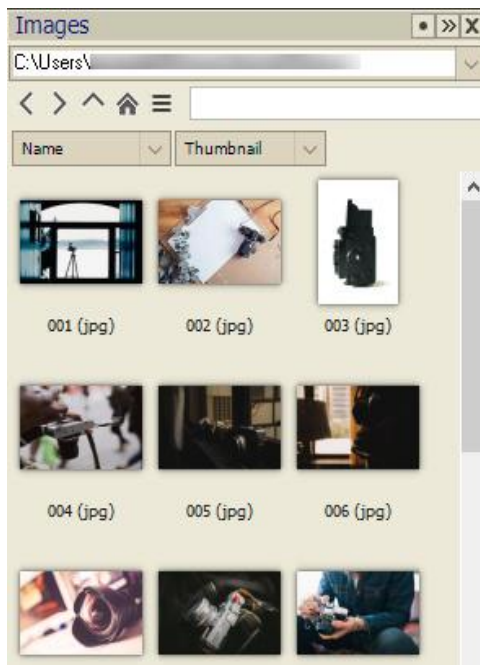 Images
C:\Users\
Name Thumbnail
001 (jpg) 002 (jpg) 003 (jpg)
004 (jpg) 005 (jpg) 006 (jpg)